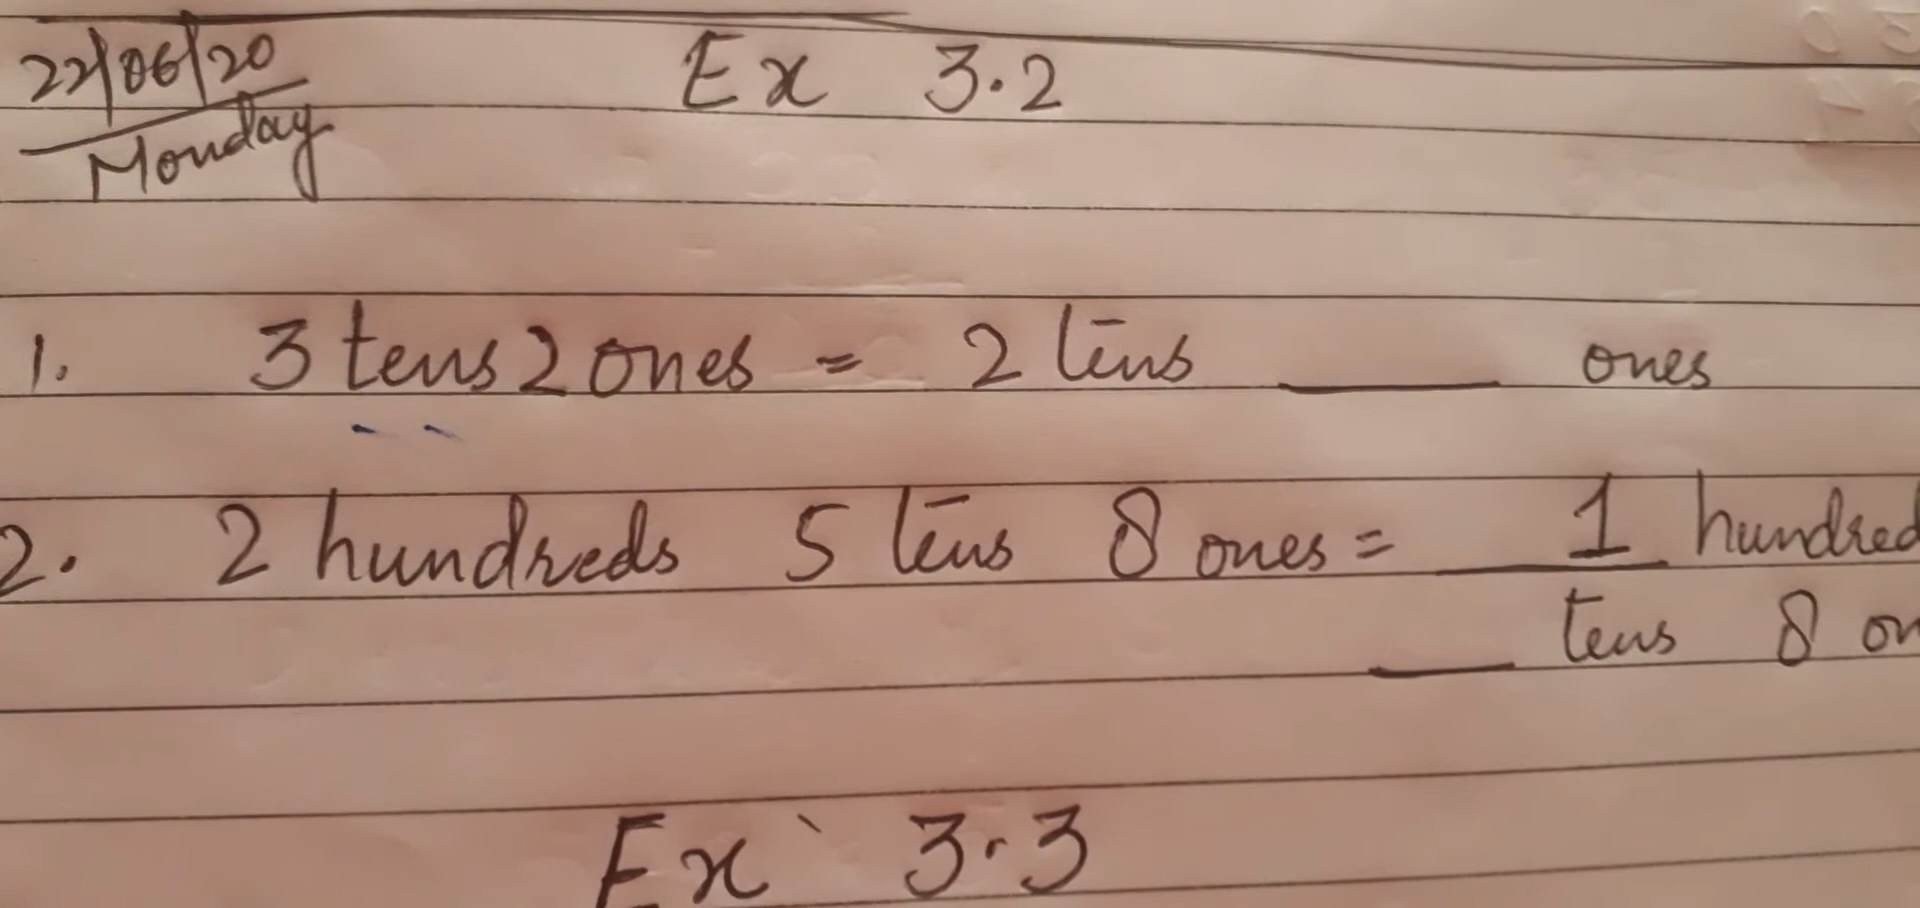 22/06/20 Ex 3.2
Monday
1. 3 tens 2 ones = 2 tens ____ ones
2. 2 hundreds 5 tens 8 ones = 1 hundred
____ tens 8 on
Ex 3.3